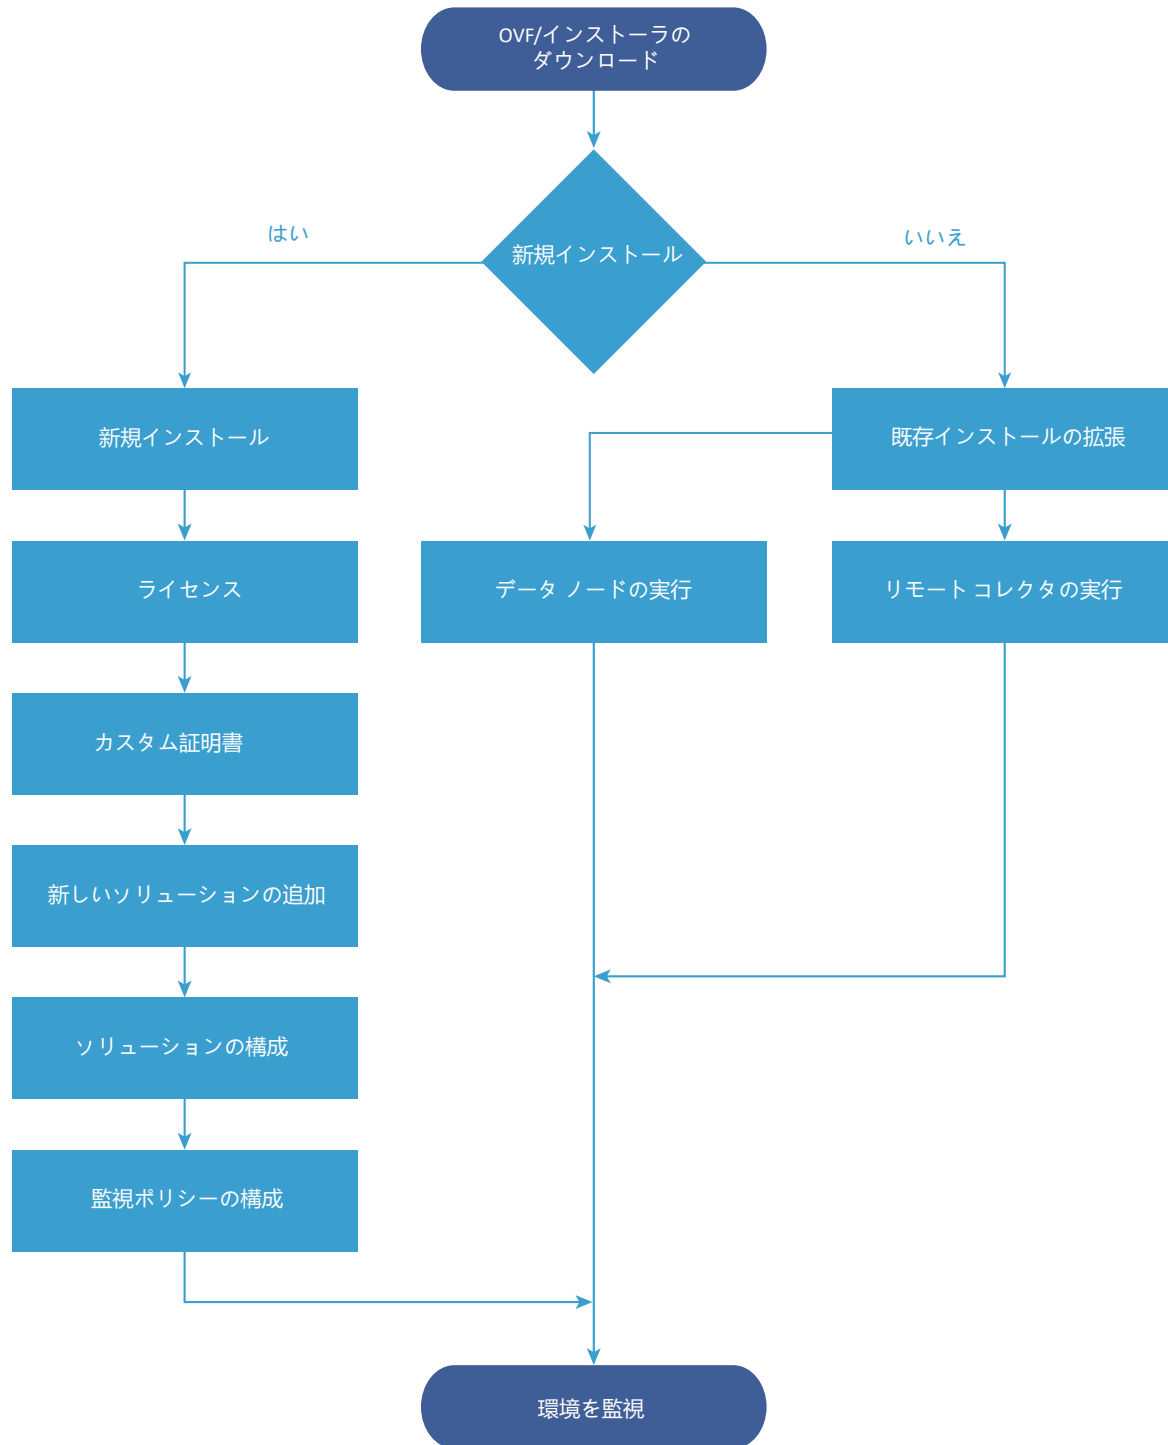 OVF/インストーラの
ダウンロード
新規インストール
はい
いいえ
新規インストール
既存インストールの拡張
ライセンス
データ ノードの実行
リモート コレクタの実行
カスタム証明書
新しいソリューションの追加
ソリューションの構成
監視ポリシーの構成
環境を監視